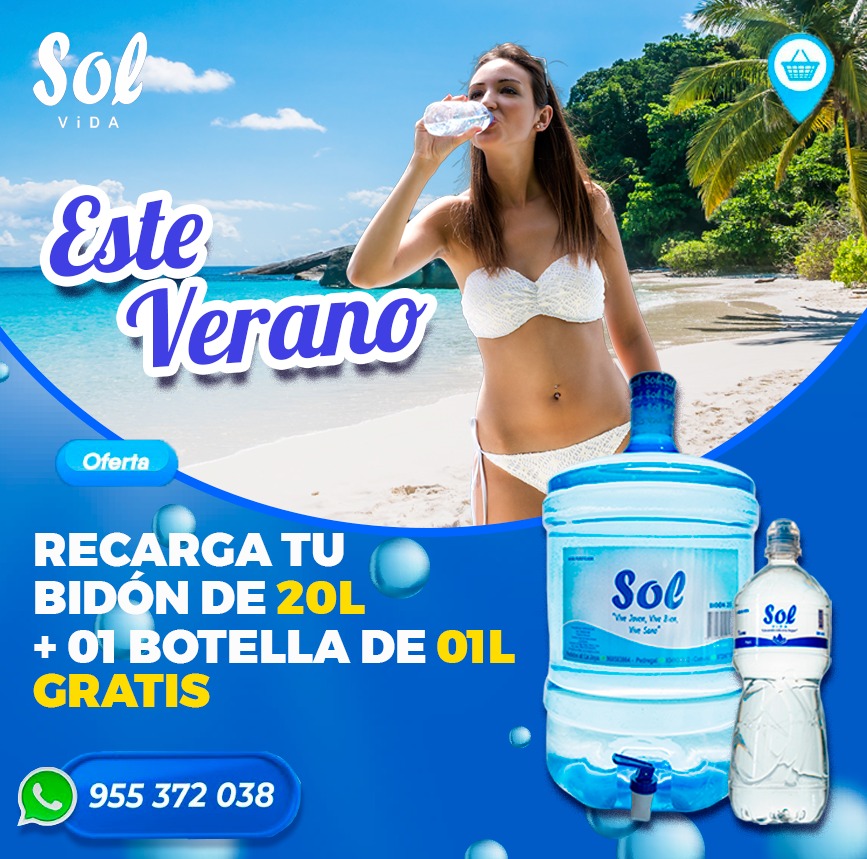 Sol
ViDA
Este
Verano
Oferta
RECARGA TU
BIDÓN DE 20L
+ 01 BOTELLA DE 01L
GRATIS
955 372 038
Sol
"Vive Joven, Vive Bien,
Vive Sano"
Sol
ViDA